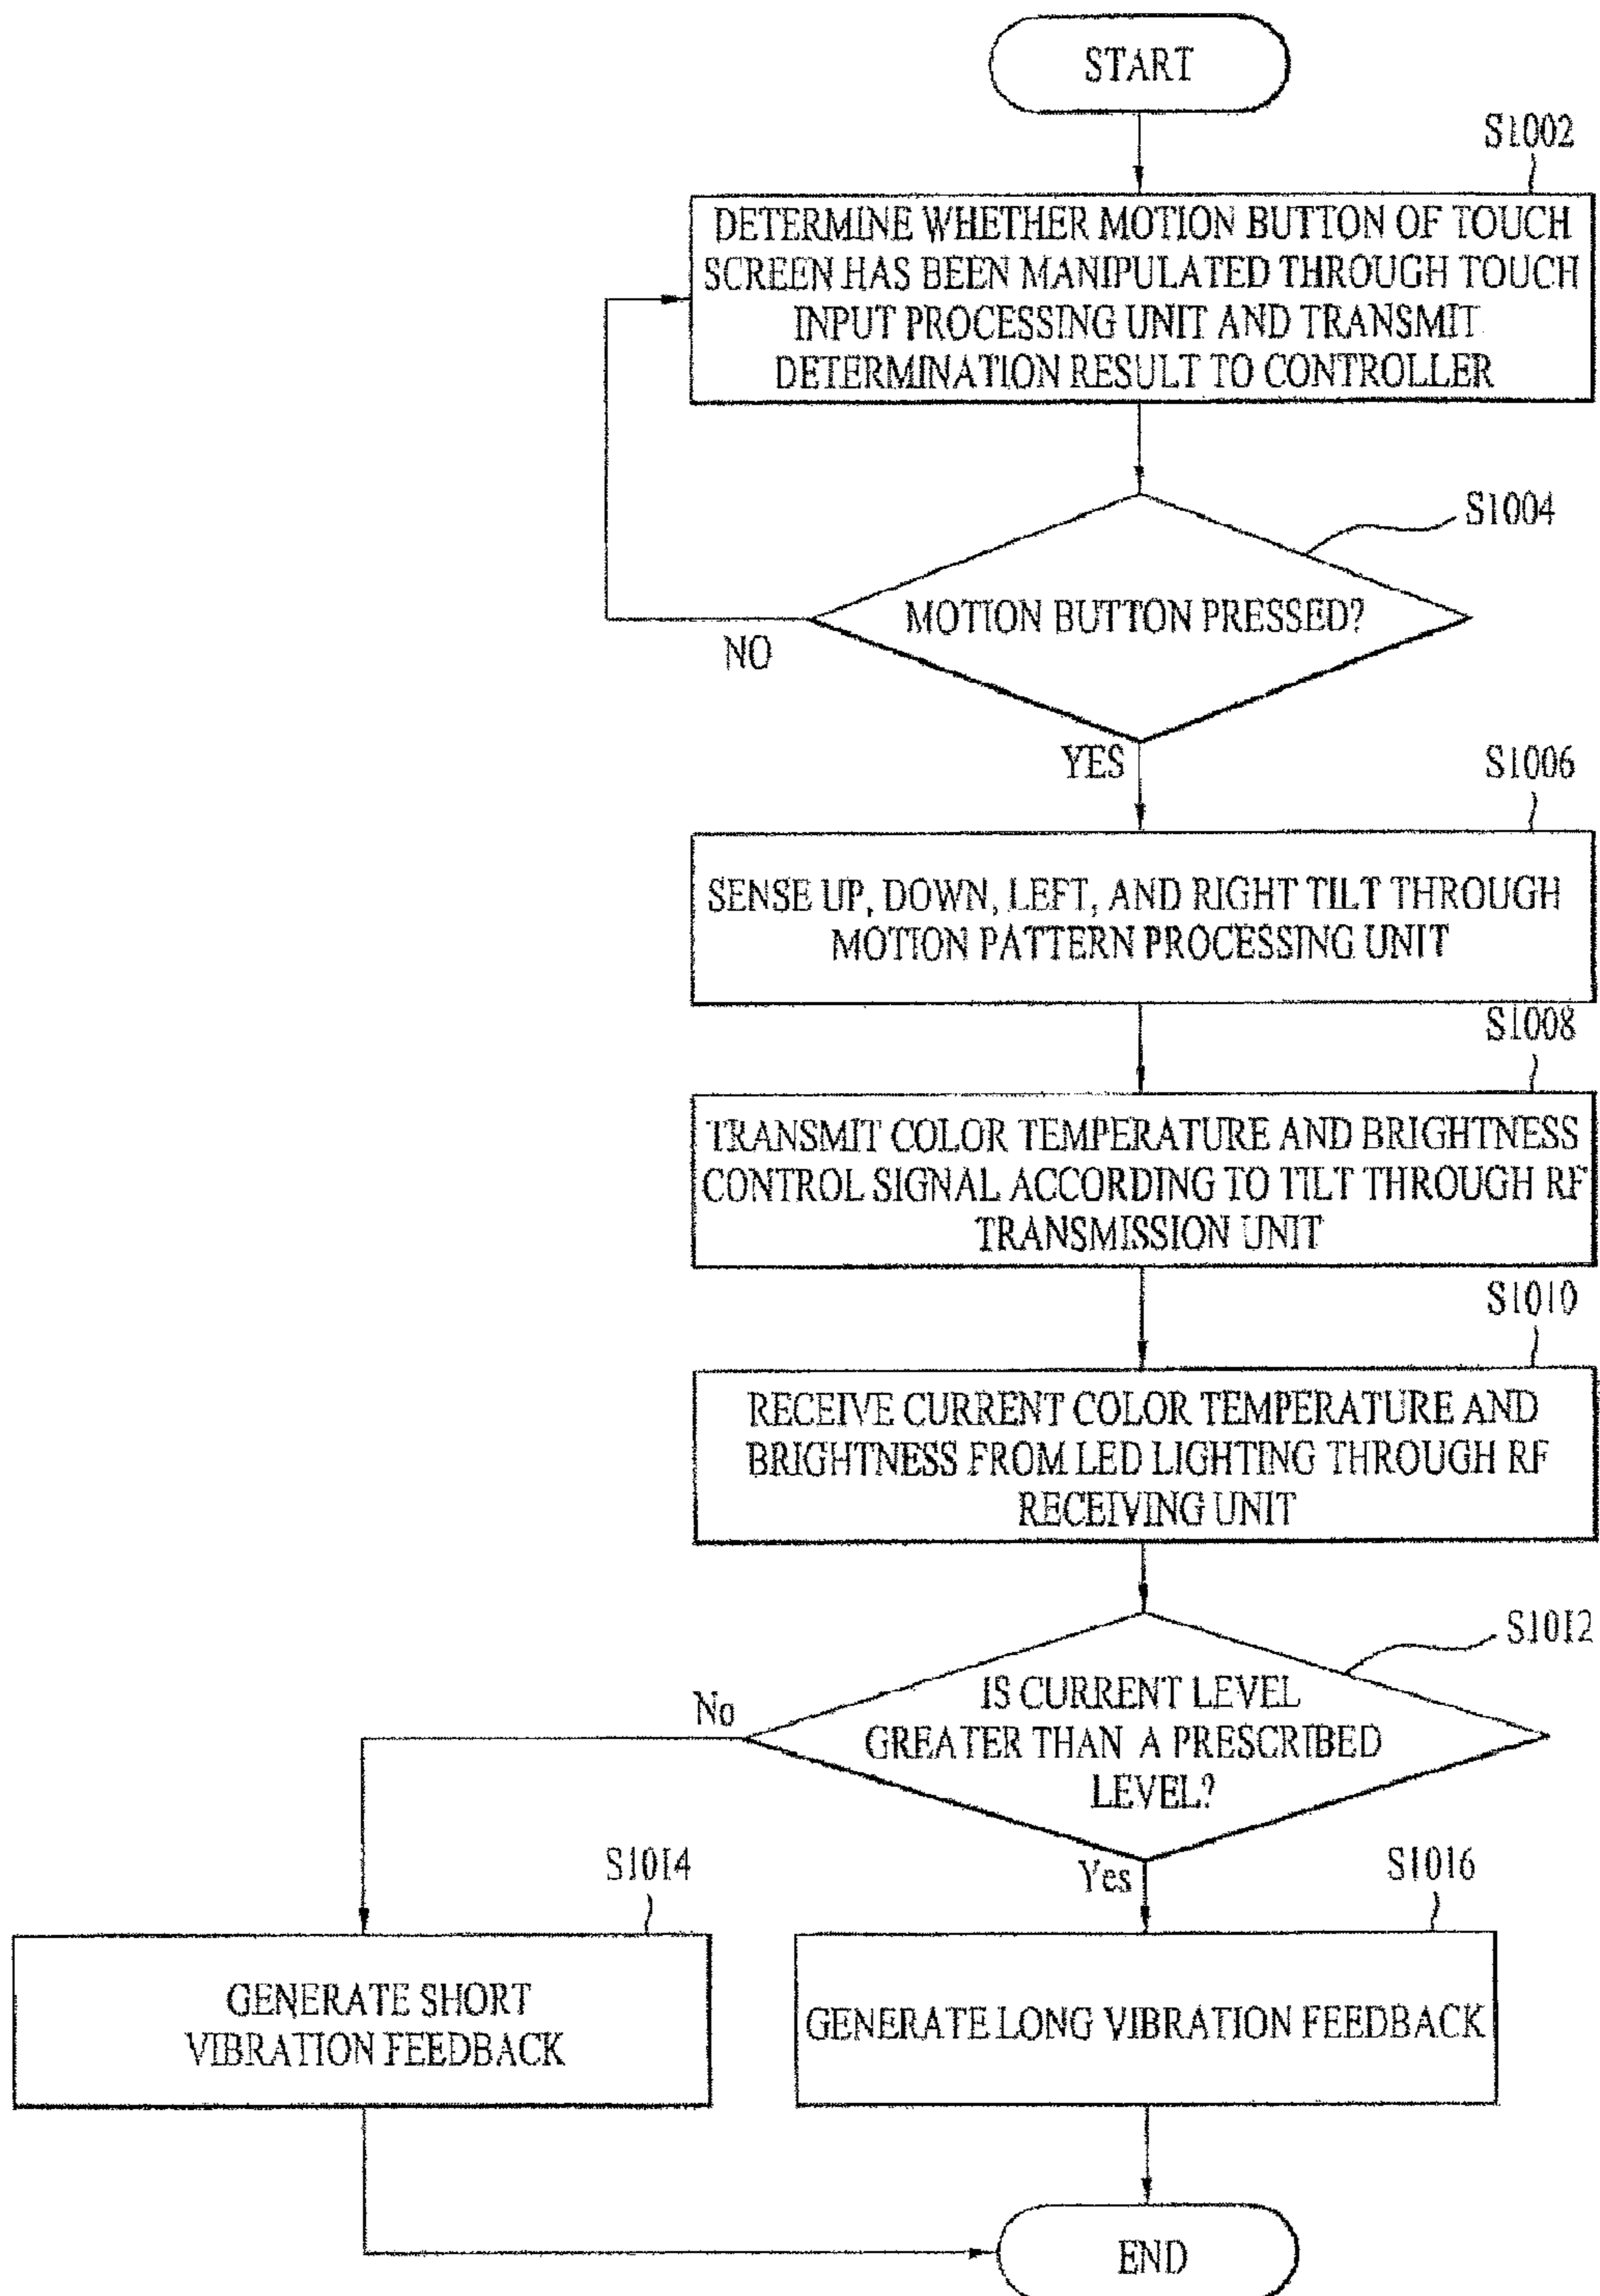 START
S1002
DETERMINE WHETHER MOTION BUTTON OF TOUCH
SCREEN HAS BEEN MANIPULATED THROUGH TOUCH
INPUT PROCESSING UNIT AND TRANSMIT
DETERMINATION RESULT TO CONTROLLER
S1004
MOTION BUTTON PRESSED?
NO
YES
S1006
SENSE UP, DOWN, LEFT, AND RIGHT TILT THROUGH
MOTION PATTERN PROCESSING UNIT
S1008
TRANSMIT COLOR TEMPERATURE AND BRIGHTNESS
CONTROL SIGNAL ACCORDING TO TILT THROUGH RF
TRANSMISSION UNIT
S1010
RECEIVE CURRENT COLOR TEMPERATURE AND
BRIGHTNESS FROM LED LIGHTING THROUGH RF
RECEIVING UNIT
S1012
IS CURRENT LEVEL
GREATER THAN A PRESCRIBED
LEVEL?
No
Yes
S1014
GENERATE SHORT
VIBRATION FEEDBACK
S1016
GENERATE LONG VIBRATION FEEDBACK
END